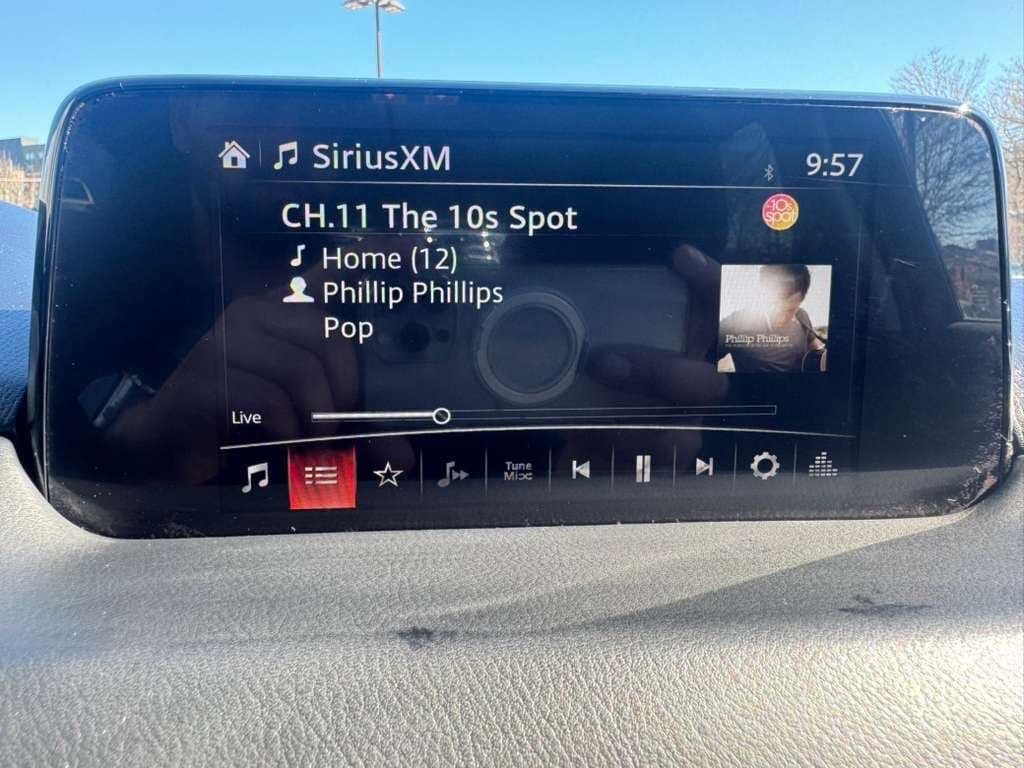 SiriusXM
9:57
CH.11 The 10s Spot
10s
spot
Home (12)
Phillip Phillips
Pop
Phillip Phillips
Live
Tune
Mix